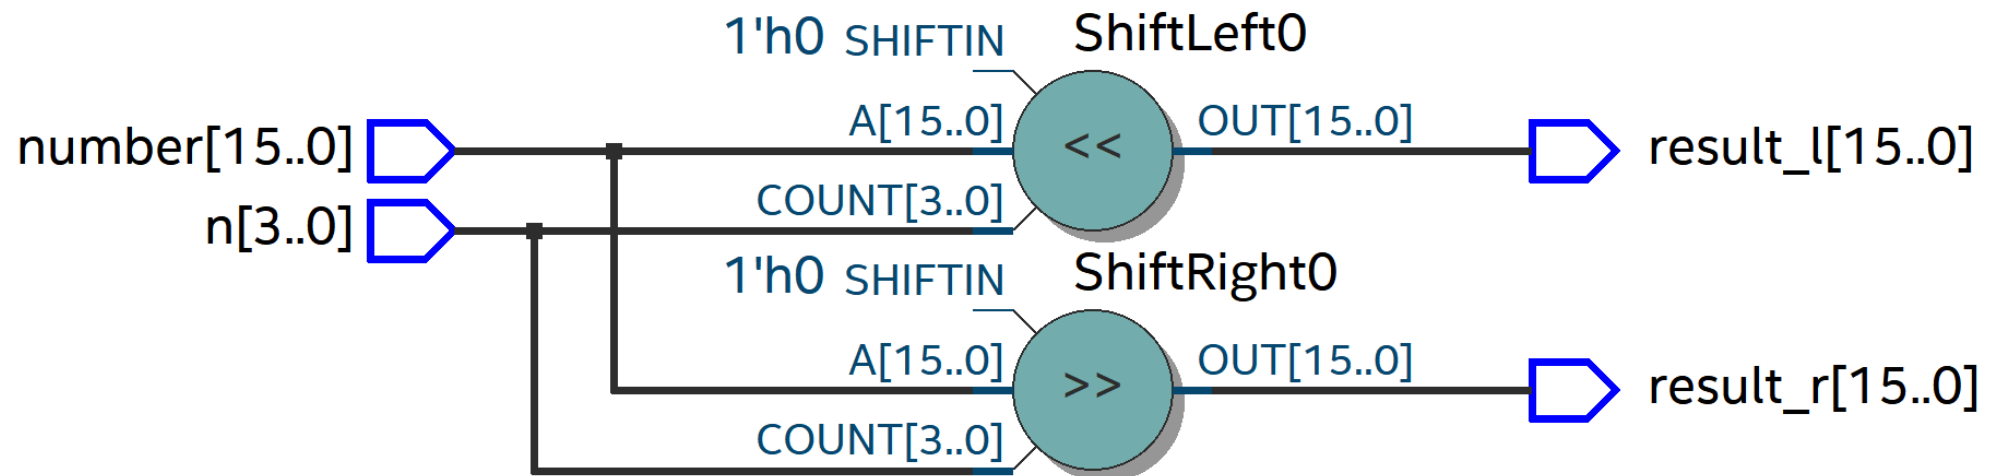 1'h0 SHIFTIN ShiftLeft0
number[15..0] A[15..0] << OUT[15..0] result_l[15..0]
n[3..0] COUNT[3..0]
1'h0 SHIFTIN ShiftRight0
A[15..0] >> OUT[15..0] result_r[15..0]
COUNT[3..0]